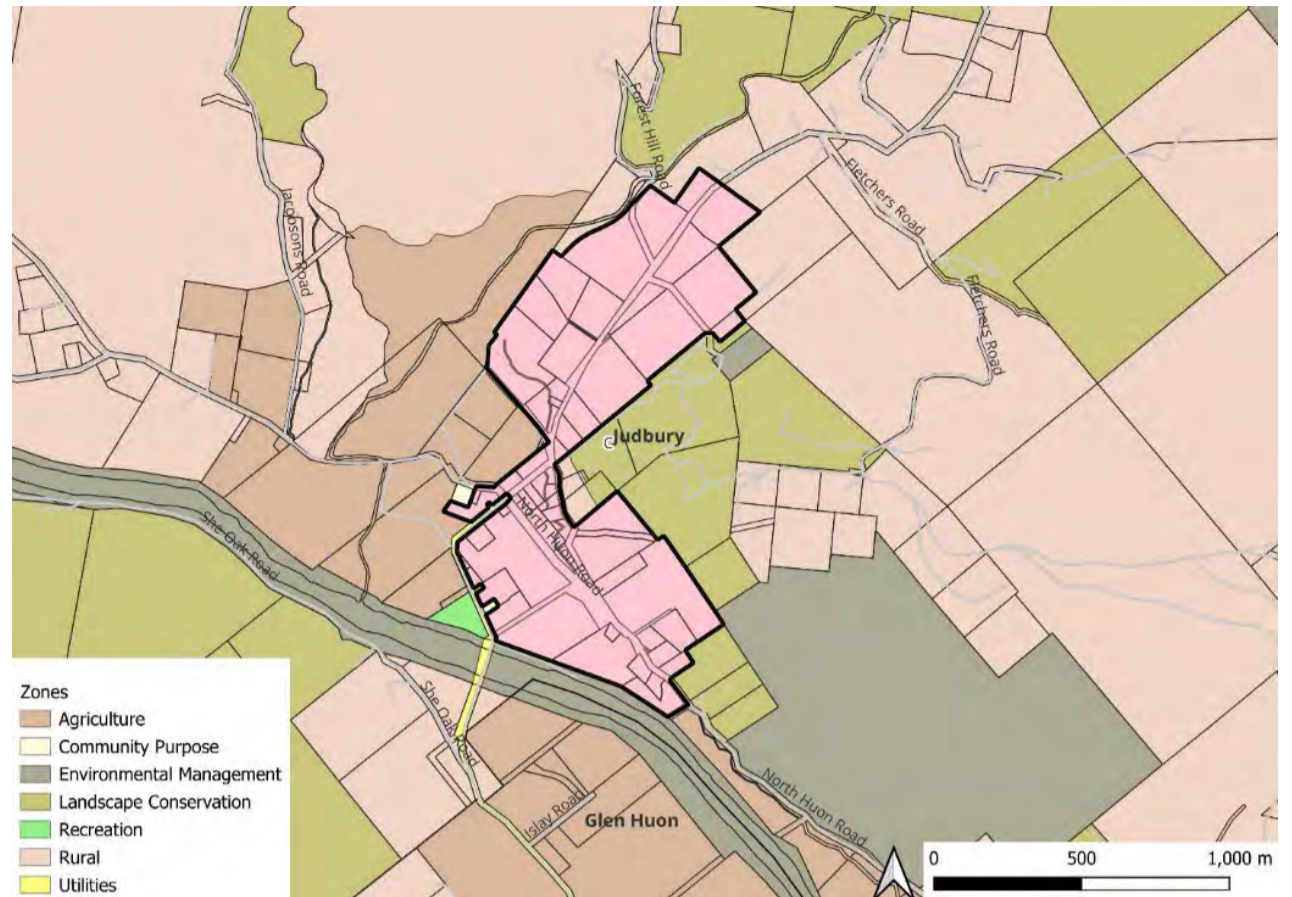 Forest Hill Road
Jacobsons Road
Fletchers Road
Fletchers Road
Judbury
North Huon Road
She Oak Road
She Oak Road
Islay Road
Glen Huon
North Huon Road
Zones
Agriculture
Community Purpose
Environmental Management
Landscape Conservation
Recreation
Rural
Utilities
0 500 1,000 m